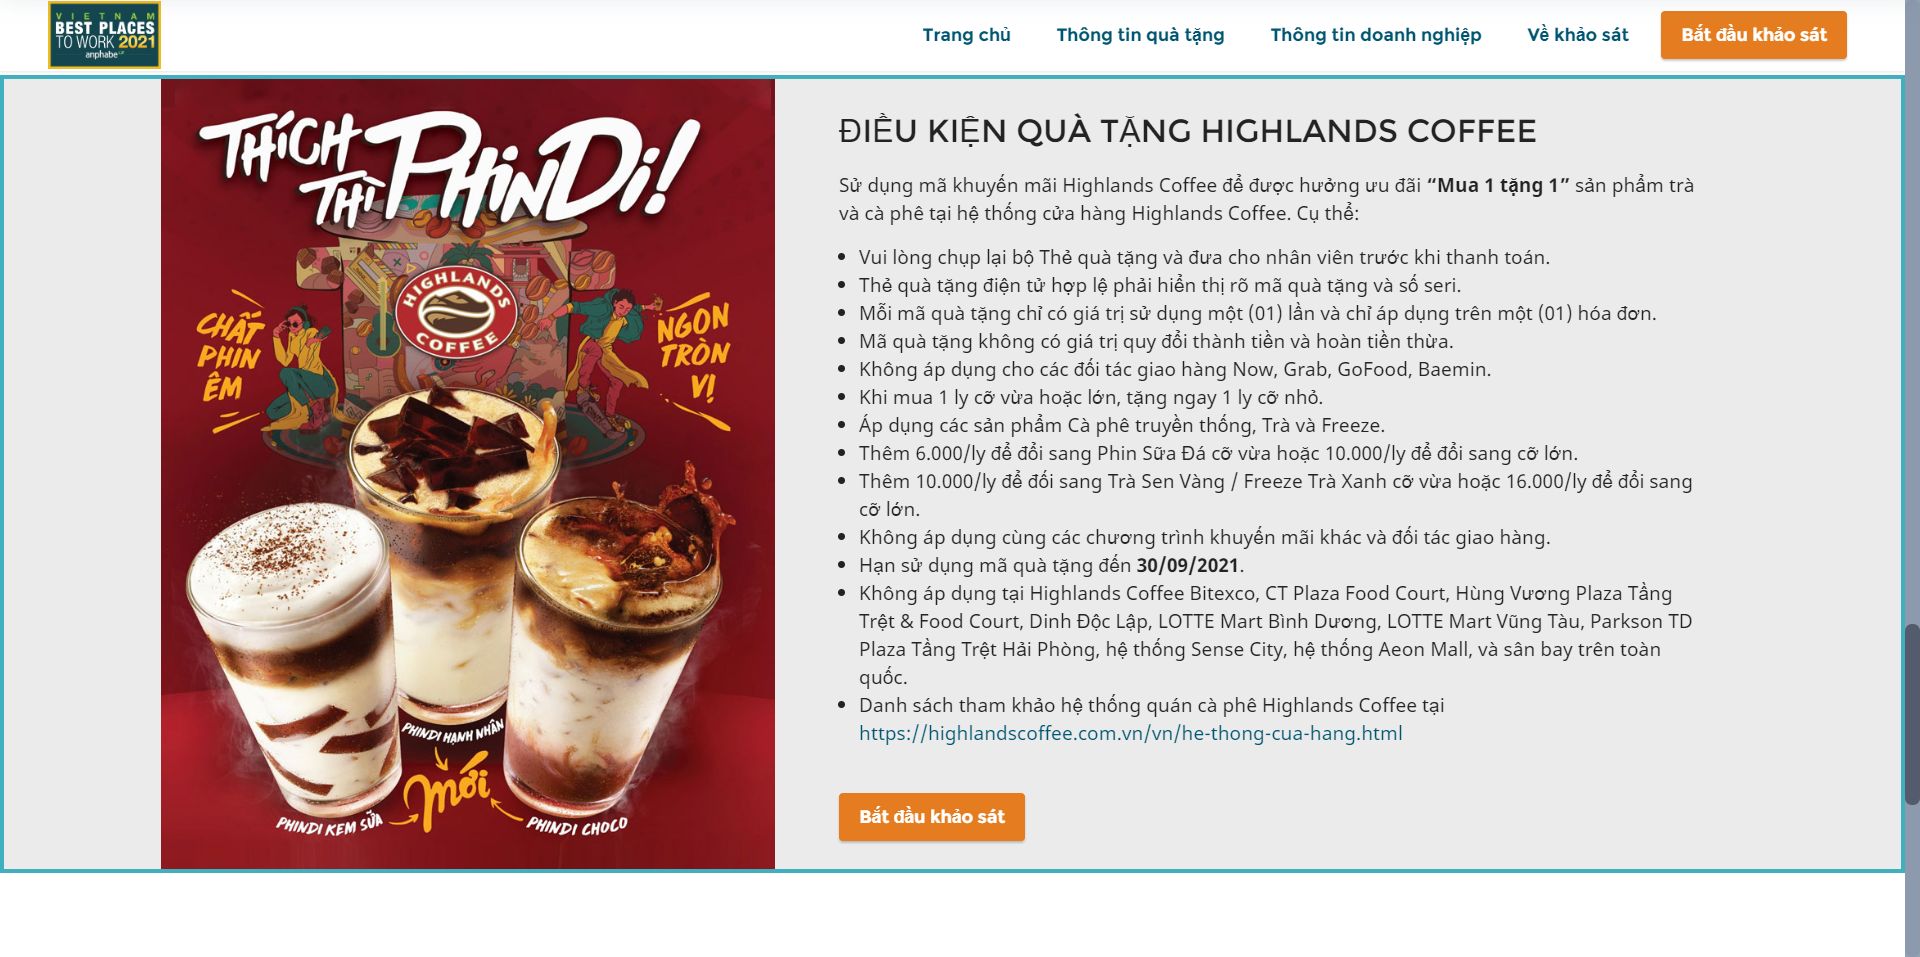 VIETNAM
BEST PLACES
TO WORK 2021
anphabe
Trang chủ
Thông tin quà tặng
Thông tin doanh nghiệp
Về khảo sát
Bắt đầu khảo sát
THÍCH
THÌ PHINDI!
HIGHLANDS
COFFEE
CHẤT
PHIN
ÊM
NGON
TRÒN
VỊ
PHINDI HẠNH NHÂN
Mới
PHINDI KEM SỮA
PHINDI CHOCO
ĐIỀU KIỆN QUÀ TẶNG HIGHLANDS COFFEE
Sử dụng mã khuyến mãi Highlands Coffee để được hưởng ưu đãi “Mua 1 tặng 1” sản phẩm trà
và cà phê tại hệ thống cửa hàng Highlands Coffee. Cụ thể:
• Vui lòng chụp lại bộ Thẻ quà tặng và đưa cho nhân viên trước khi thanh toán.
• Thẻ quà tặng điện tử hợp lệ phải hiển thị rõ mã quà tặng và số seri.
• Mỗi mã quà tặng chỉ có giá trị sử dụng một (01) lần và chỉ áp dụng trên một (01) hóa đơn.
• Mã quà tặng không có giá trị quy đổi thành tiền và hoàn tiền thừa.
• Không áp dụng cho các đối tác giao hàng Now, Grab, GoFood, Baemin.
• Khi mua 1 ly cỡ vừa hoặc lớn, tặng ngay 1 ly cỡ nhỏ.
• Áp dụng các sản phẩm Cà phê truyền thống, Trà và Freeze.
• Thêm 6.000/ly để đổi sang Phin Sữa Đá cỡ vừa hoặc 10.000/ly để đổi sang cỡ lớn.
• Thêm 10.000/ly để đổi sang Trà Sen Vàng / Freeze Trà Xanh cỡ vừa hoặc 16.000/ly để đổi sang
cỡ lớn.
• Không áp dụng cùng các chương trình khuyến mãi khác và đối tác giao hàng.
• Hạn sử dụng mã quà tặng đến 30/09/2021.
• Không áp dụng tại Highlands Coffee Bitexco, CT Plaza Food Court, Hùng Vương Plaza Tầng
Trệt & Food Court, Dinh Độc Lập, LOTTE Mart Bình Dương, LOTTE Mart Vũng Tàu, Parkson TD
Plaza Tầng Trệt Hải Phòng, hệ thống Sense City, hệ thống Aeon Mall, và sân bay trên toàn
quốc.
• Danh sách tham khảo hệ thống quán cà phê Highlands Coffee tại
https://highlandscoffee.com.vn/vn/he-thong-cua-hang.html
Bắt đầu khảo sát